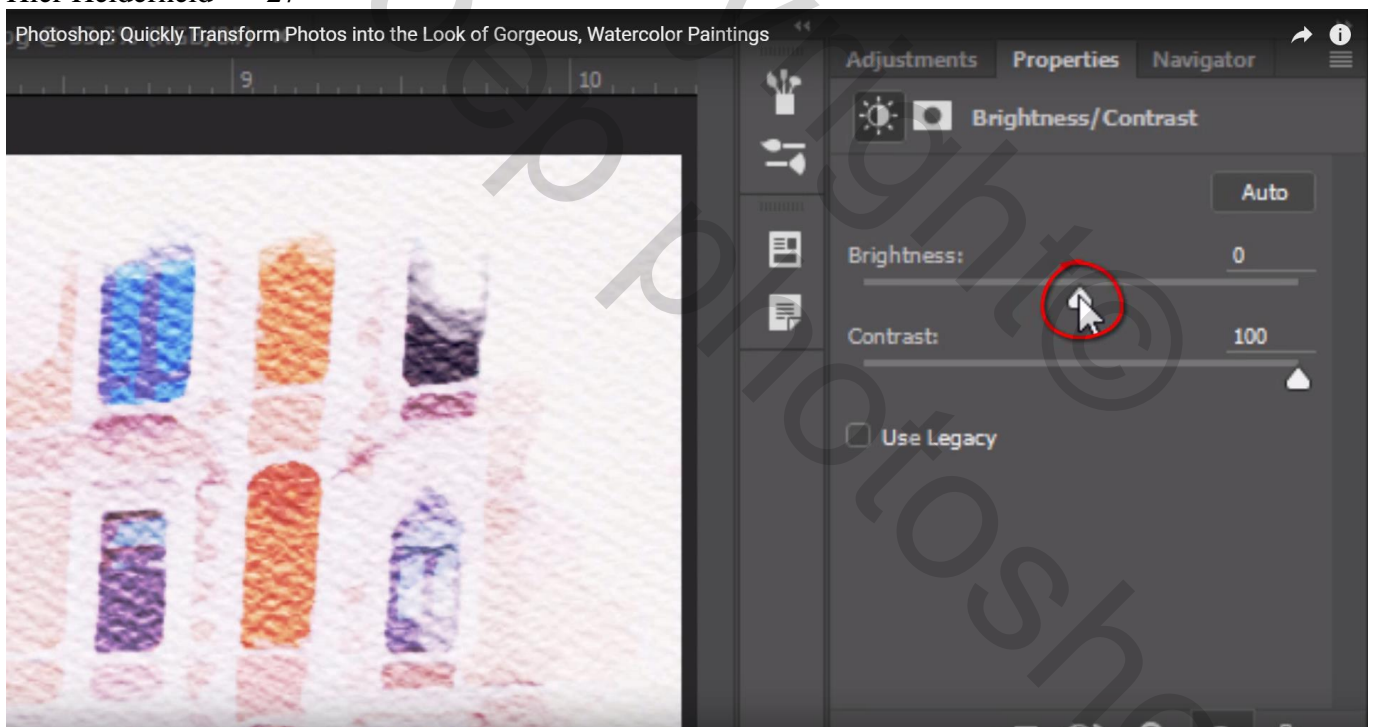 Photoshop: Quickly Transform Photos into the Look of Gorgeous, Watercolor Paintings
9
10
Adjustments Properties Navigator
Brightness/Contrast
Auto
Brightness: 0
Contrast: 100
Use Legacy